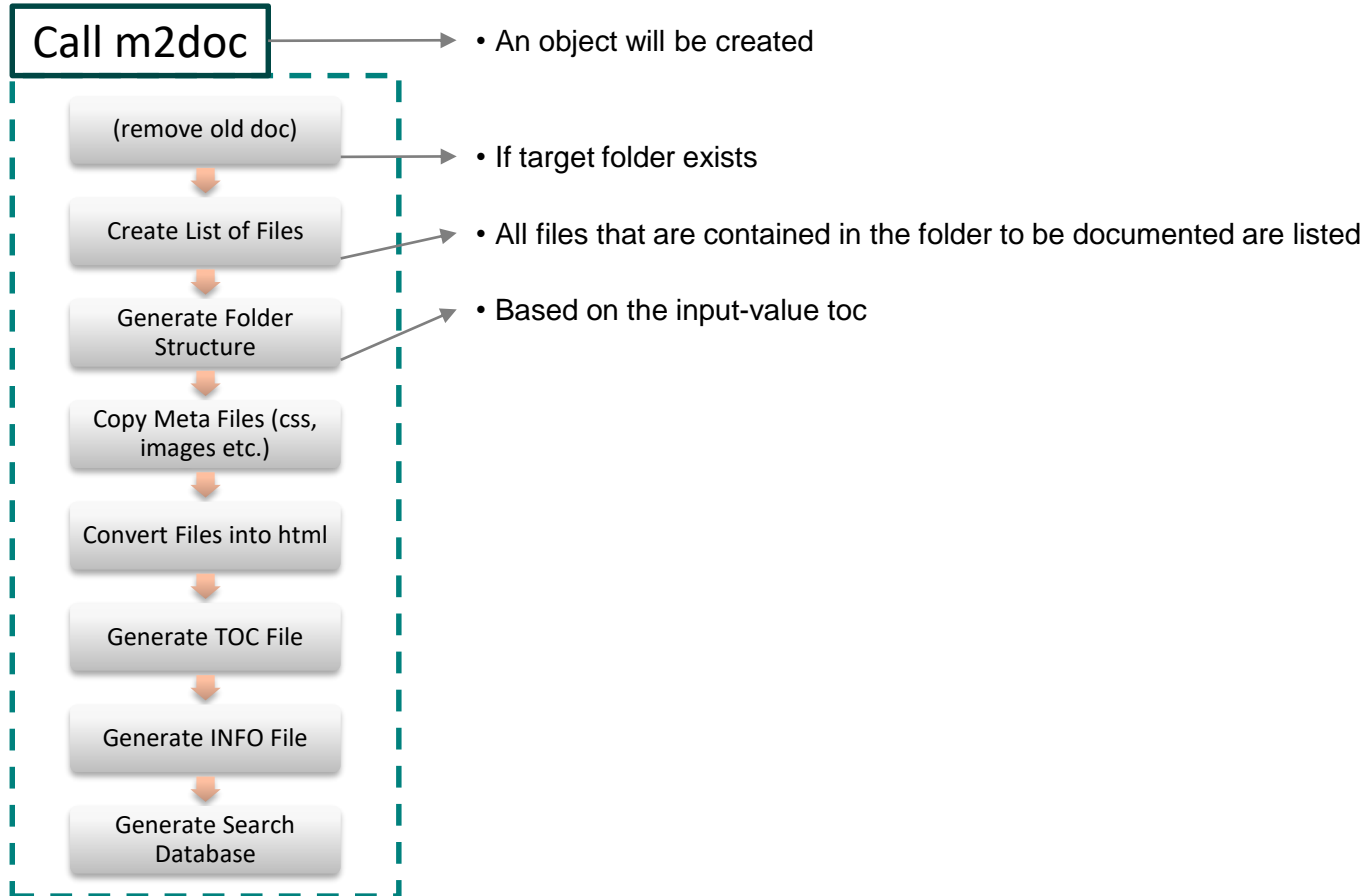 Call m2doc
• An object will be created
(remove old doc)
• If target folder exists
Create List of Files
• All files that are contained in the folder to be documented are listed
Generate Folder
Structure
• Based on the input-value toc
Copy Meta Files (css,
images etc.)
Convert Files into html
Generate TOC File
Generate INFO File
Generate Search
Database